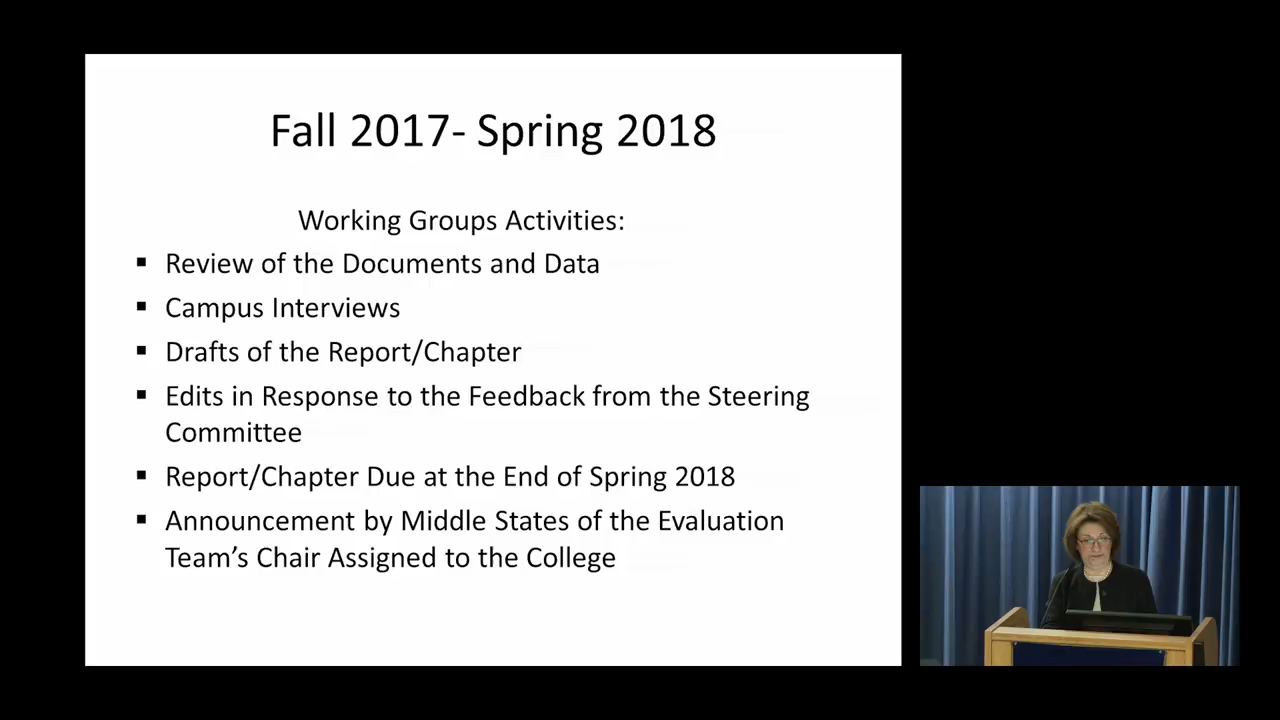 Fall 2017- Spring 2018
Working Groups Activities:
▪ Review of the Documents and Data
▪ Campus Interviews
▪ Drafts of the Report/Chapter
▪ Edits in Response to the Feedback from the Steering
Committee
▪ Report/Chapter Due at the End of Spring 2018
▪ Announcement by Middle States of the Evaluation
Team’s Chair Assigned to the College